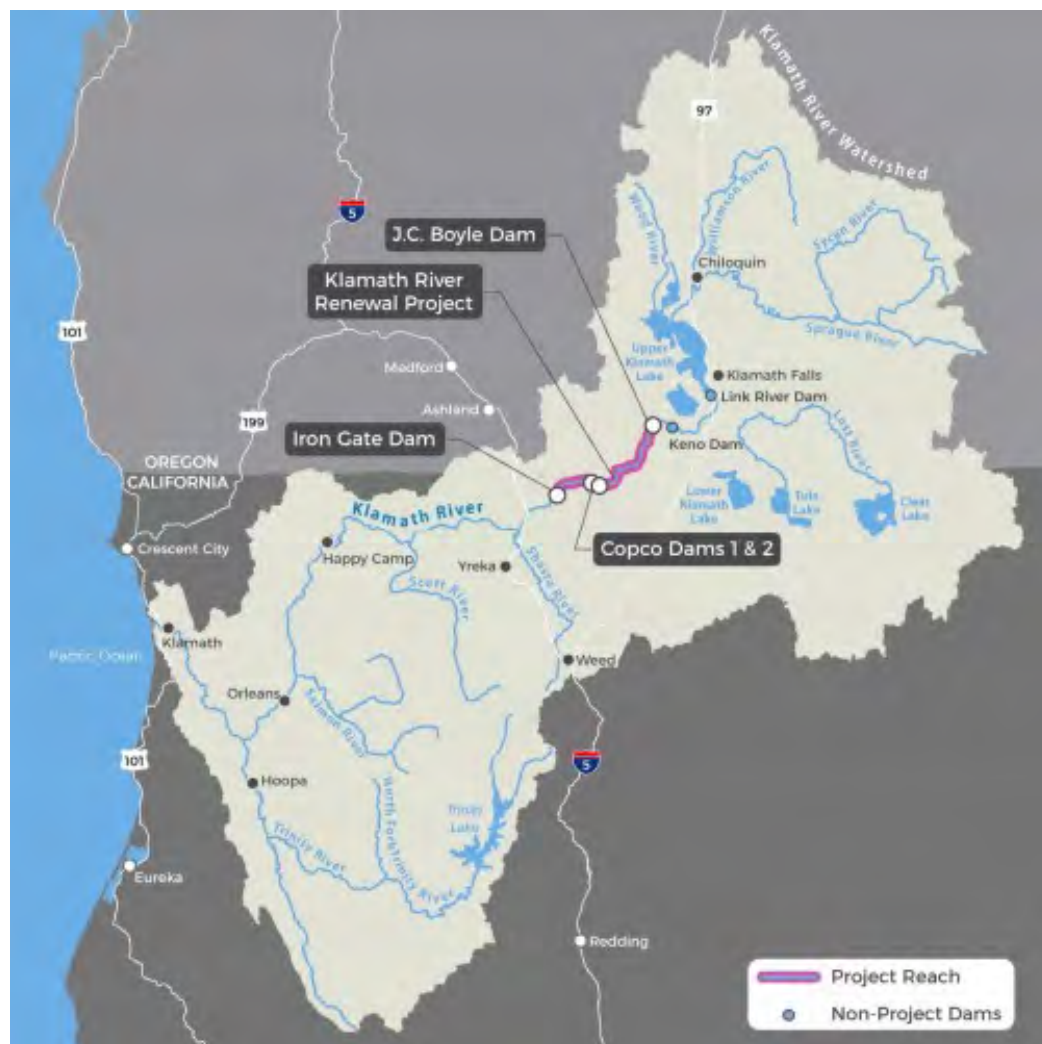 Klamath River Watershed
97
5
Wood River
Williamson River
Sycan River
J.C. Boyle Dam
Klamath River
Renewal Project
Chiloquin
101
Sprague River
Upper
Klamath
Lake
Medford
Klamath Falls
Link River Dam
Ashland
199
Iron Gate Dam
Keno Dam
Lost River
OREGON
CALIFORNIA
Lower
Klamath
Lake
Tule
Lake
Clear
Lake
Klamath River
Crescent City
Happy Camp
Yreka
Shasta River
Copco Dams 1 & 2
Scott River
Klamath
Pacific Ocean
Weed
Orleans
Salmon River
101
5
Hoopa
North Fork Trinity River
Trinity
Lake
Trinity River
Eureka
Redding
Project Reach
Non-Project Dams